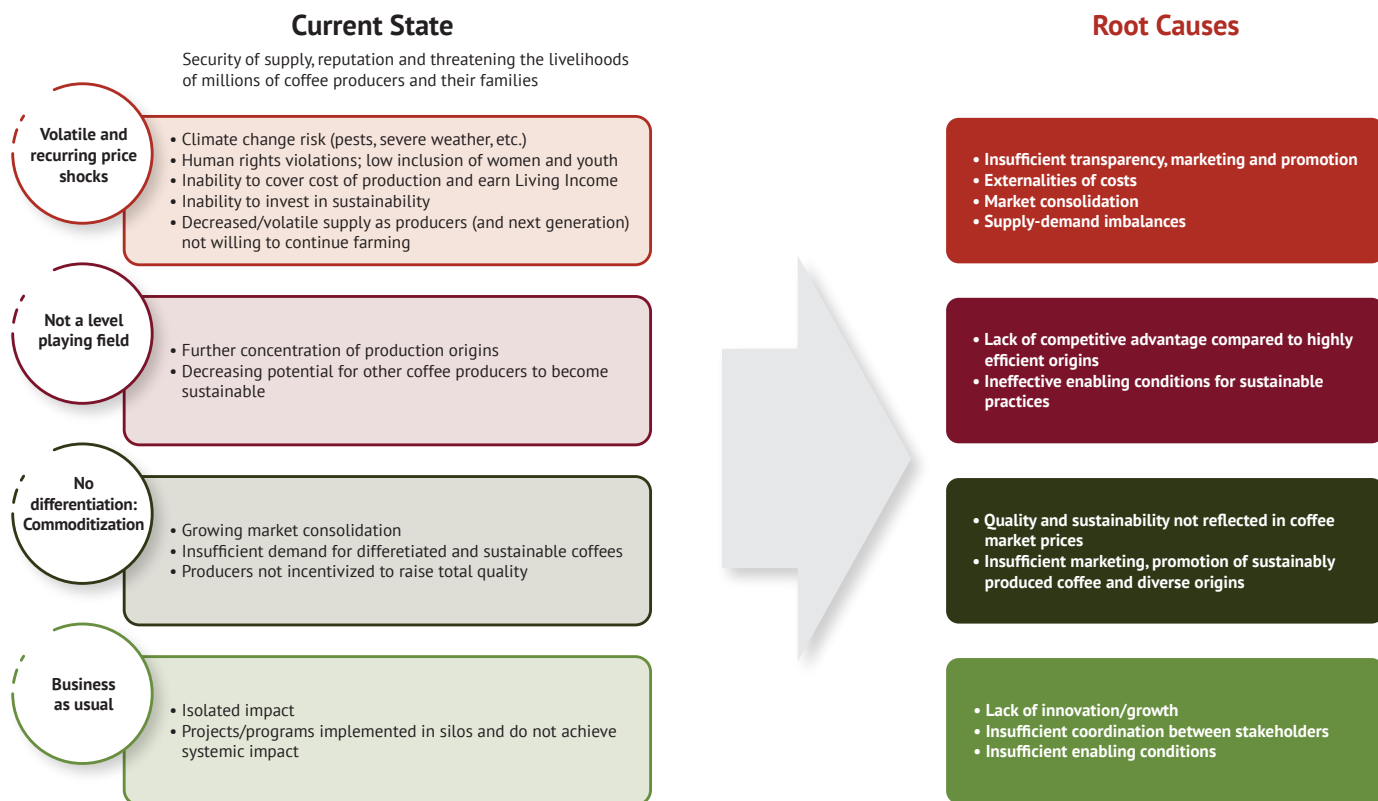 Current State
Security of supply, reputation and threatening the livelihoods
of millions of coffee producers and their families
Root Causes
Volatile and
recurring price
shocks
• Climate change risk (pests, severe weather, etc.)
• Human rights violations; low inclusion of women and youth
• Inability to cover cost of production and earn Living Income
• Inability to invest in sustainability
• Decreased/volatile supply as producers (and next generation)
not willing to continue farming
• Insufficient transparency, marketing and promotion
• Externalities of costs
• Market consolidation
• Supply-demand imbalances
Not a level
playing field
• Further concentration of production origins
• Decreasing potential for other coffee producers to become
sustainable
• Lack of competitive advantage compared to highly
efficient origins
• Ineffective enabling conditions for sustainable
practices
No
differentiation:
Commoditization
• Growing market consolidation
• Insufficient demand for differetiated and sustainable coffees
• Producers not incentivized to raise total quality
• Quality and sustainability not reflected in coffee
market prices
• Insufficient marketing, promotion of sustainably
produced coffee and diverse origins
Business
as usual
• Isolated impact
• Projects/programs implemented in silos and do not achieve
systemic impact
• Lack of innovation/growth
• Insufficient coordination between stakeholders
• Insufficient enabling conditions